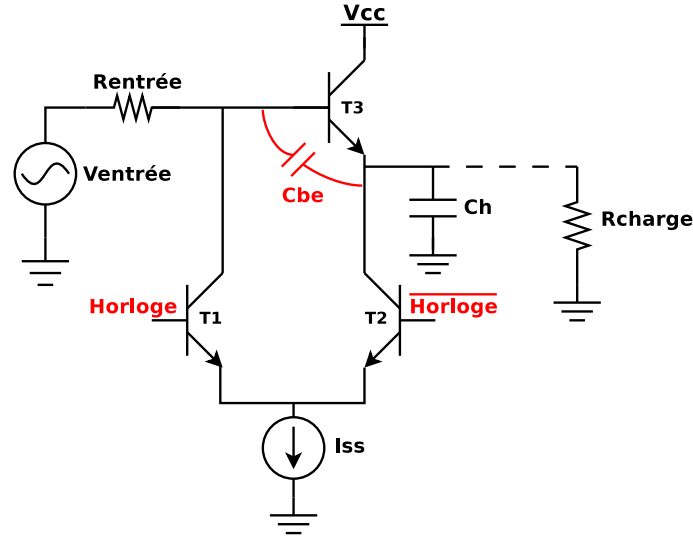 Vcc
Rentrée
T3
Ventrée
Cbe
Ch
Rcharge
Horloge
T1
T2
Horloge
Iss